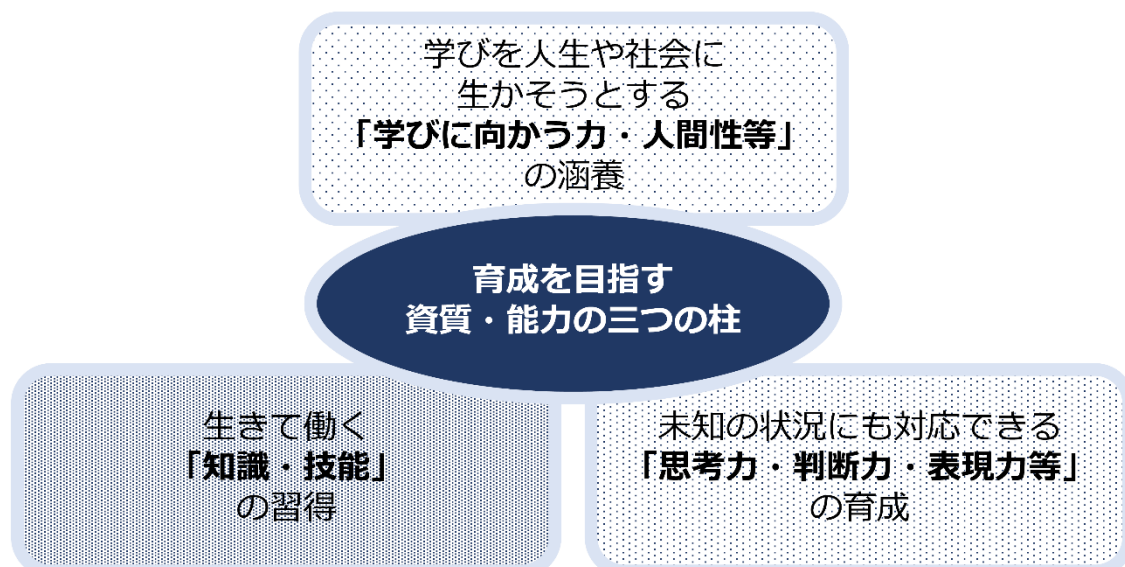 学びを人生や社会に
生かそうとする
「学びに向かう力・人間性等」
の涵養
育成を目指す
資質・能力の三つの柱
生きて働く
「知識・技能」
の習得
未知の状況にも対応できる
「思考力・判断力・表現力等」
の育成